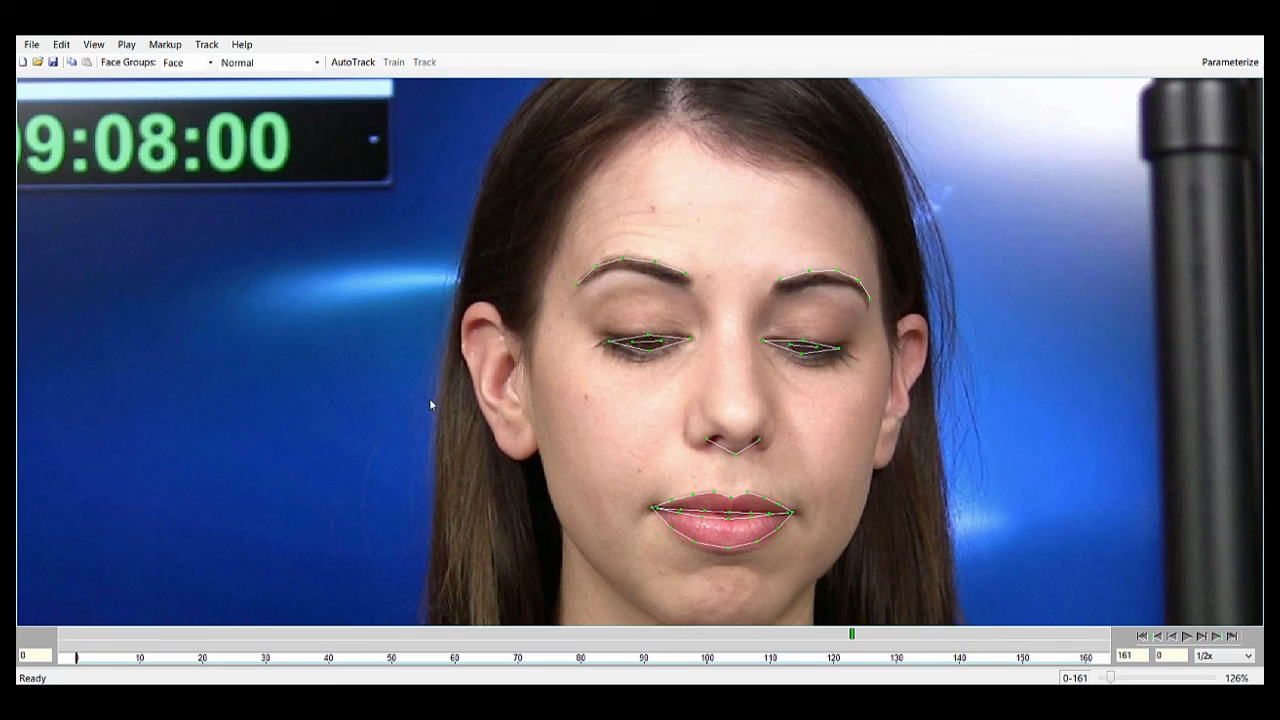 File Edit View Play Markup Track Help
Face Groups: Face Normal AutoTrack Train Track Parameterize
9:08:00
0 10 20 30 40 50 60 70 80 90 100 110 120 130 140 150 160 161 0 1/2x
Ready 0-161 126%